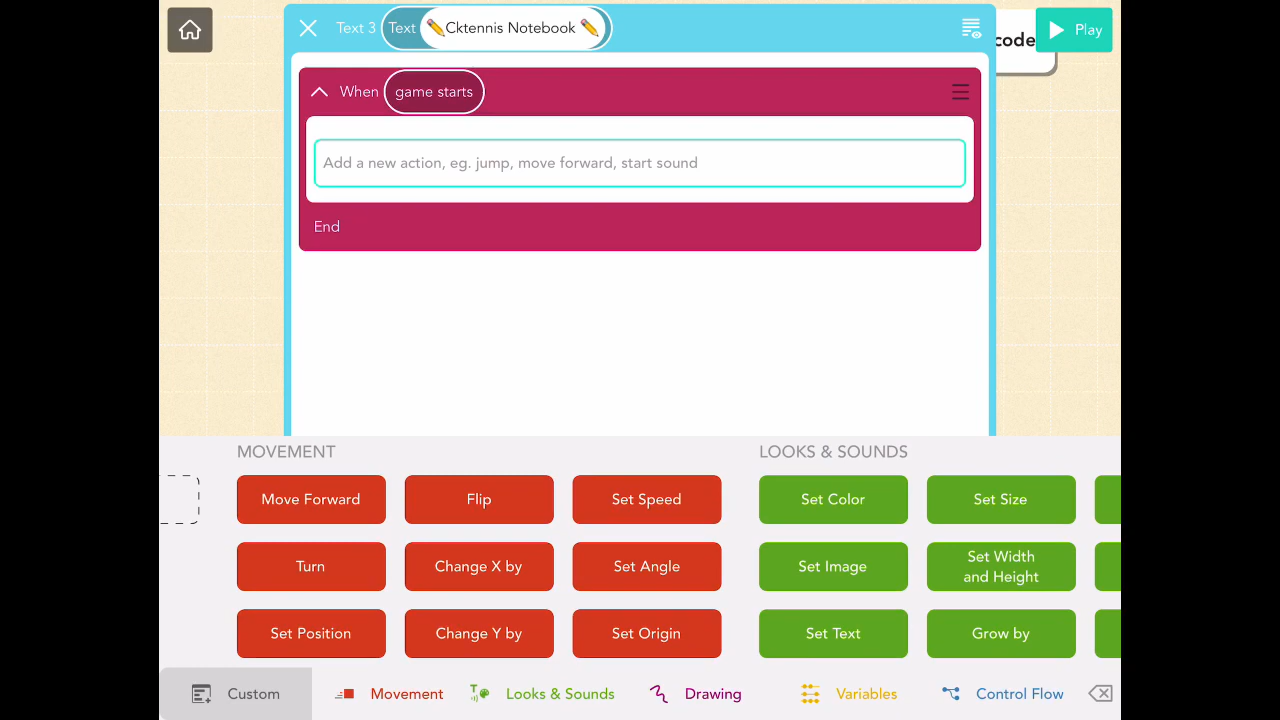 Text 3 Text ✏️Cktennis Notebook ✏️
code
Play
When game starts
Add a new action, eg. jump, move forward, start sound
End
MOVEMENT
LOOKS & SOUNDS
Move Forward
Flip
Set Speed
Set Color
Set Size
Turn
Change X by
Set Angle
Set Image
Set Width
and Height
Set Position
Change Y by
Set Origin
Set Text
Grow by
Custom
Movement
Looks & Sounds
Drawing
Variables
Control Flow